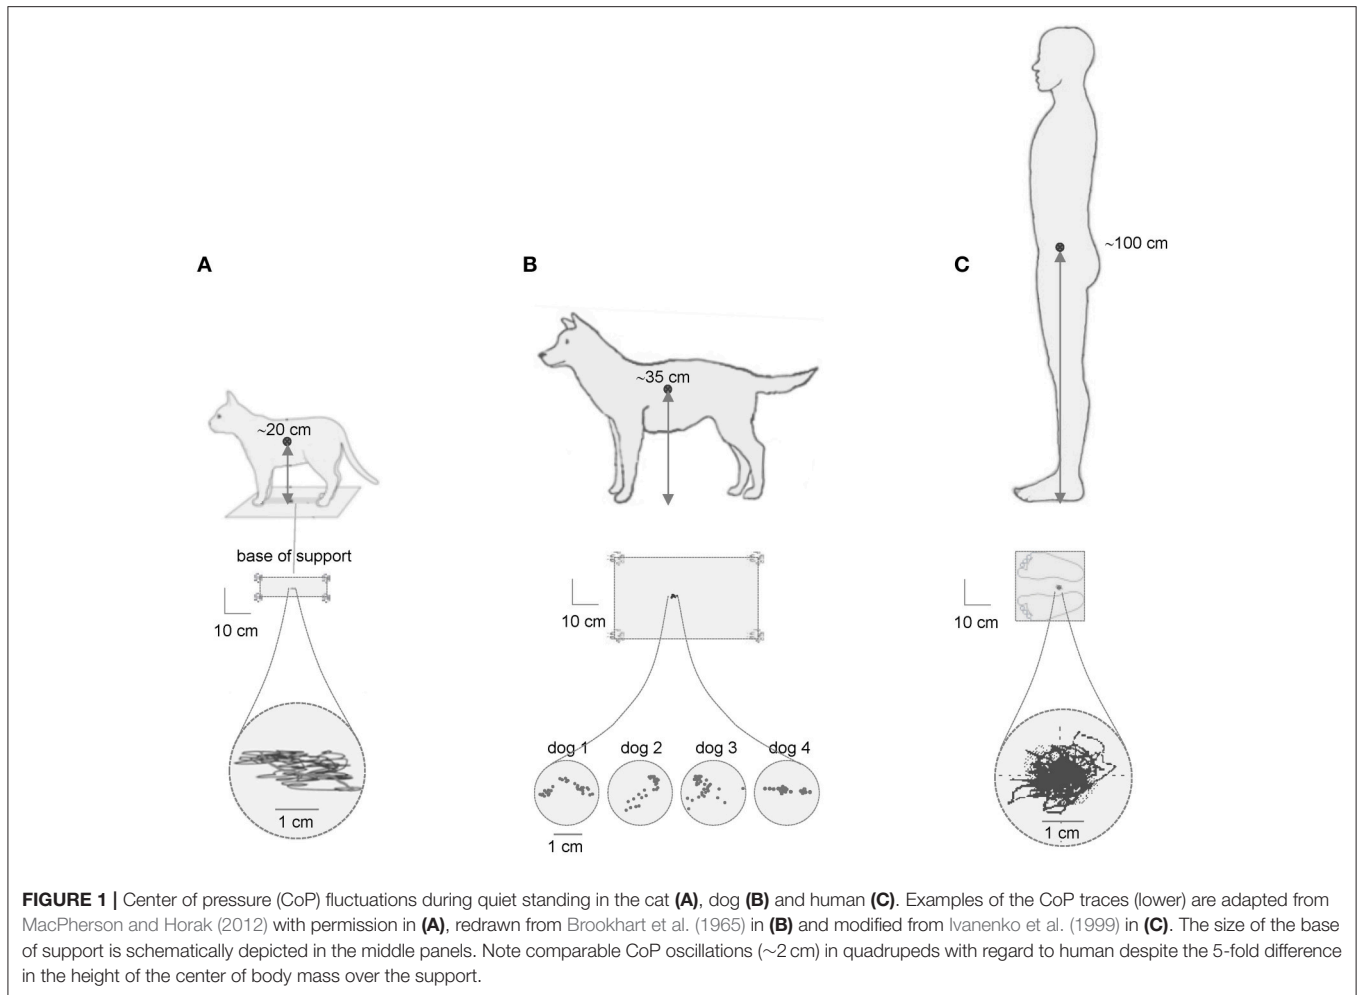 A
B
C
~20 cm
~35 cm
~100 cm
base of support
10 cm
10 cm
10 cm
dog 1
dog 2
dog 3
dog 4
1 cm
1 cm
1 cm
FIGURE 1 | Center of pressure (CoP) fluctuations during quiet standing in the cat (A), dog (B) and human (C). Examples of the CoP traces (lower) are adapted from
MacPherson and Horak (2012) with permission in (A), redrawn from Brookhart et al. (1965) in (B) and modified from Ivanenko et al. (1999) in (C). The size of the base
of support is schematically depicted in the middle panels. Note comparable CoP oscillations (~2 cm) in quadrupeds with regard to human despite the 5-fold difference
in the height of the center of body mass over the support.